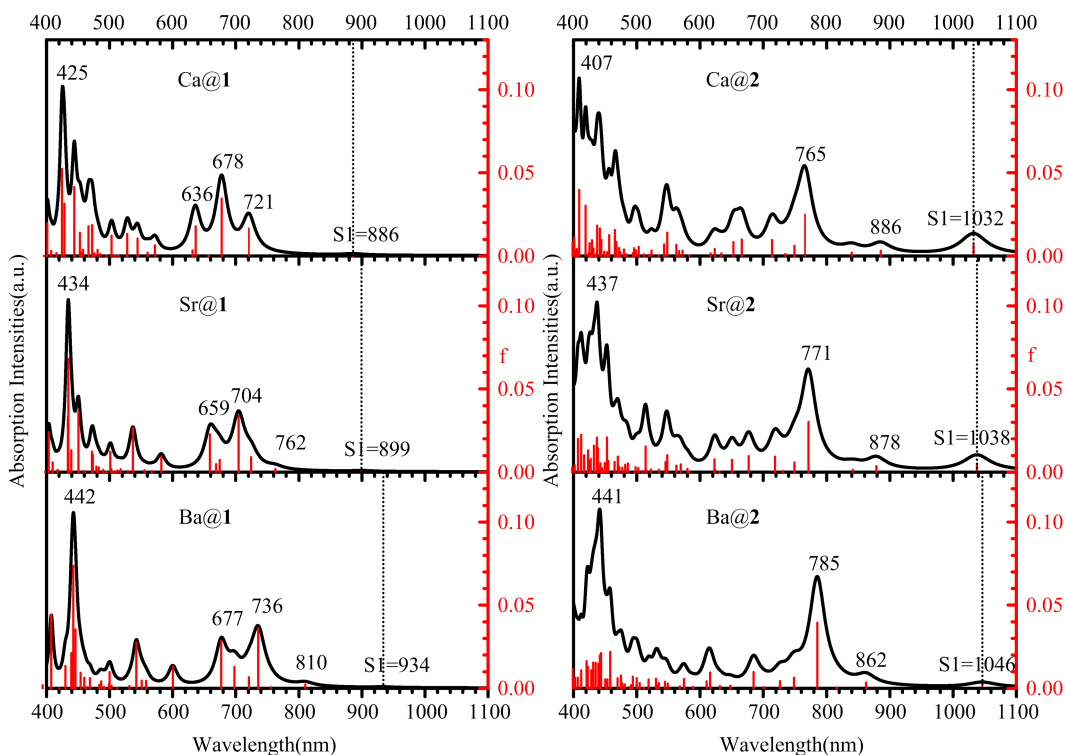 400 500 600 700 800 900 1000 1100
400 500 600 700 800 900 1000 1100
Absorption Intensities(a.u.)
Ca@1
425
636
678
721
S1=886
0.10
0.05
0.00
Sr@1
434
659
704
762
S1=899
0.10
f
0.05
0.00
Ba@1
442
677
736
810
S1=934
0.10
0.05
0.00
400 500 600 700 800 900 1000 1100
Wavelength(nm)
Absorption Intensities(a.u.)
Ca@2
407
765
886
S1=1032
0.10
0.05
0.00
Sr@2
437
771
878
S1=1038
0.10
f
0.05
0.00
Ba@2
441
785
862
S1=1046
0.10
0.05
0.00
400 500 600 700 800 900 1000 1100
Wavelength(nm)